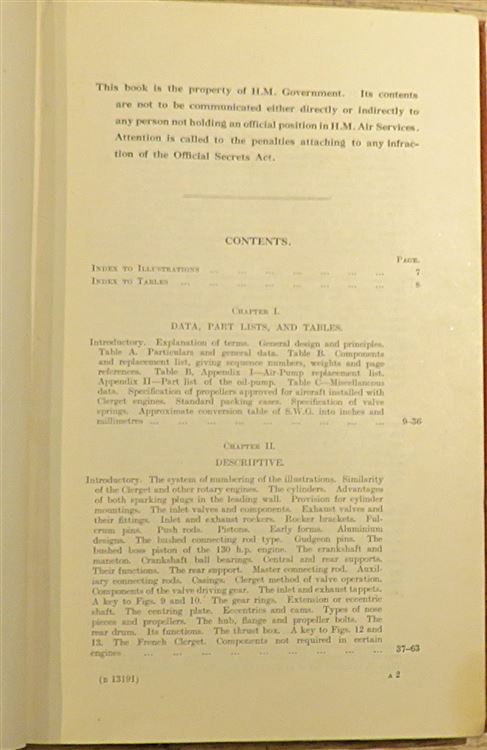 This book is the property of H.M. Government. Its contents
are not to be communicated either directly or indirectly to
any person not holding an official position in H.M. Air Services.
Attention is called to the penalties attaching to any infrac-
tion of the Official Secrets Act.
CONTENTS.
PAGE.
INDEX TO ILLUSTRATIONS ... ... ... ... ... ... ... 7
INDEX TO TABLES ... ... ... ... ... ... ... ... 8
CHAPTER I.
DATA, PART LISTS, AND TABLES.
Introductory. Explanation of terms. General design and principles.
Table A. Particulars and general data. Table B. Components
and replacement list, giving sequence numbers, weights and page
references. Table B, Appendix I—Air-Pump replacement list.
Appendix II—Part list of the oil-pump. Table C—Miscellaneous
data. Specification of propellers approved for aircraft installed with
Clerget engines. Standard packing cases. Specification of valve
springs. Approximate conversion table of S.W.G. into inches and
millimetres ... ... ... ... ... ... ... ... ... 9-36
CHAPTER II.
DESCRIPTIVE.
Introductory. The system of numbering of the illustrations. Similarity
of the Clerget and other rotary engines. The cylinders. Advantages
of both sparking plugs in the leading wall. Provision for cylinder
mountings. The inlet valves and components. Exhaust valves and
their fittings. Inlet and exhaust rockers. Rocker brackets. Ful-
crum pins. Push rods. Pistons. Early forms. Aluminium
designs. The bushed connecting rod type. Gudgeon pins. The
bushed boss piston of the 130 h.p. engine. The crankshaft and
maneton. Crankshaft ball bearings. Central and rear supports.
Their functions. The rear support. Master connecting rod. Auxil-
iary connecting rods. Casings. Clerget method of valve operation.
Components of the valve driving gear. The inlet and exhaust tappets.
A key to Figs. 9 and 10. The gear rings. Extension or eccentric
shaft. The centring plate. Eccentrics and cams. Types of nose
pieces and propellers. The hub, flange and propeller bolts. The
rear drum. Its functions. The thrust box. A key to Figs. 12 and
13. The French Clerget. Components not required in certain
engines ... ... ... ... ... ... ... ... ... 37-63
(B 13191)
A 2